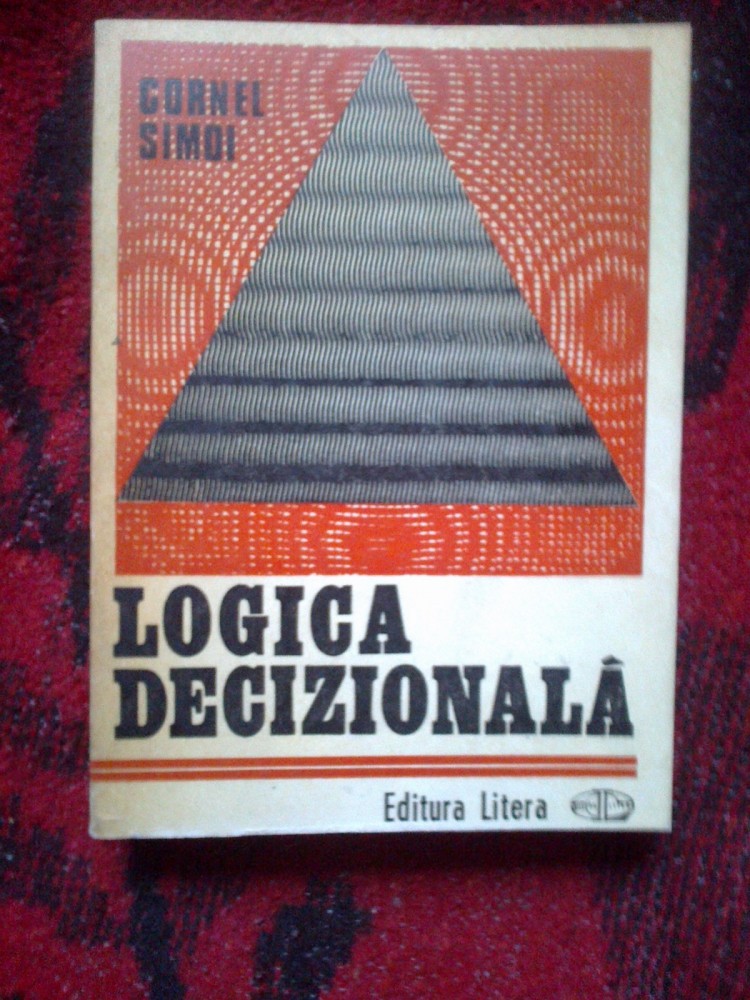 CORNEL
SIMOI
LOGICA
DECIZIONALĂ
Editura Litera